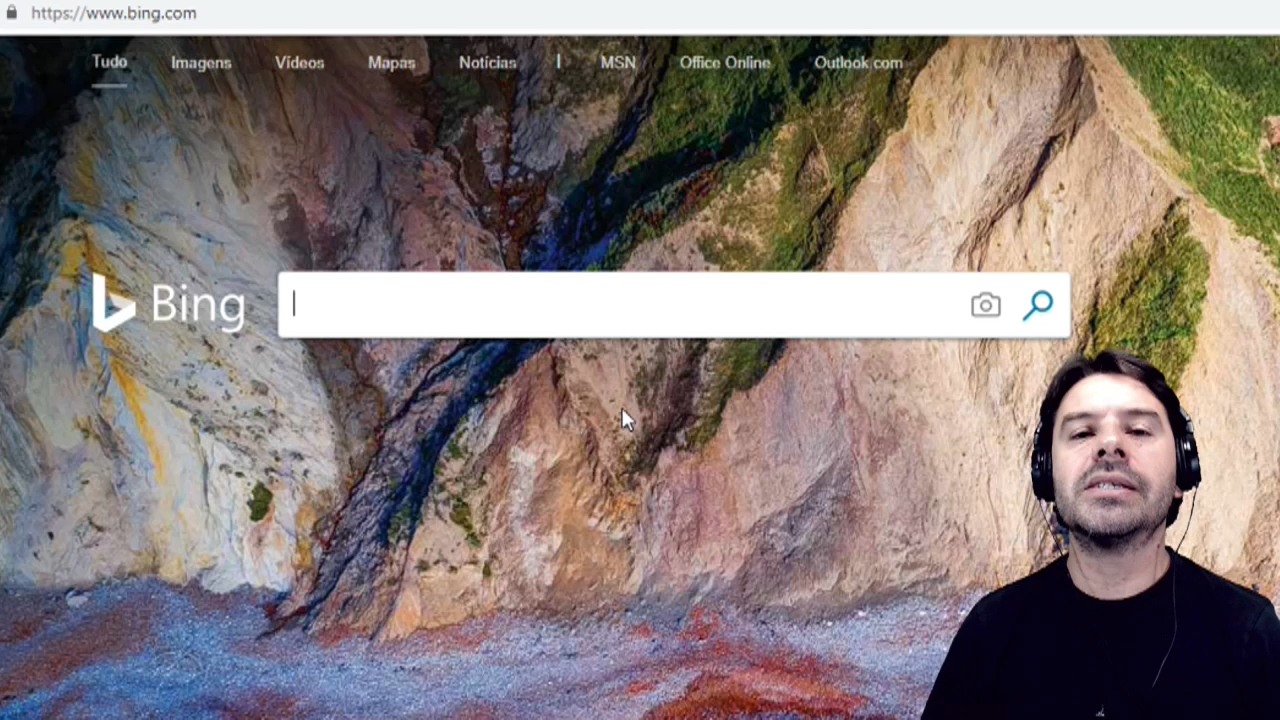 https://www.bing.com
Tudo Imagens Vídeos Mapas Notícias | MSN Office Online Outlook.com
Bing